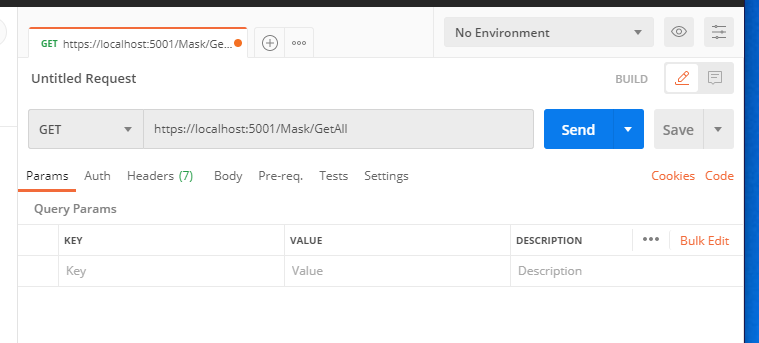 GET https://localhost:5001/Mask/Ge...
No Environment
Untitled Request
BUILD
GET
https://localhost:5001/Mask/GetAll
Send
Save
Params Auth Headers (7) Body Pre-req. Tests Settings Cookies Code
Query Params
KEY VALUE DESCRIPTION ••• Bulk Edit
Key Value Description